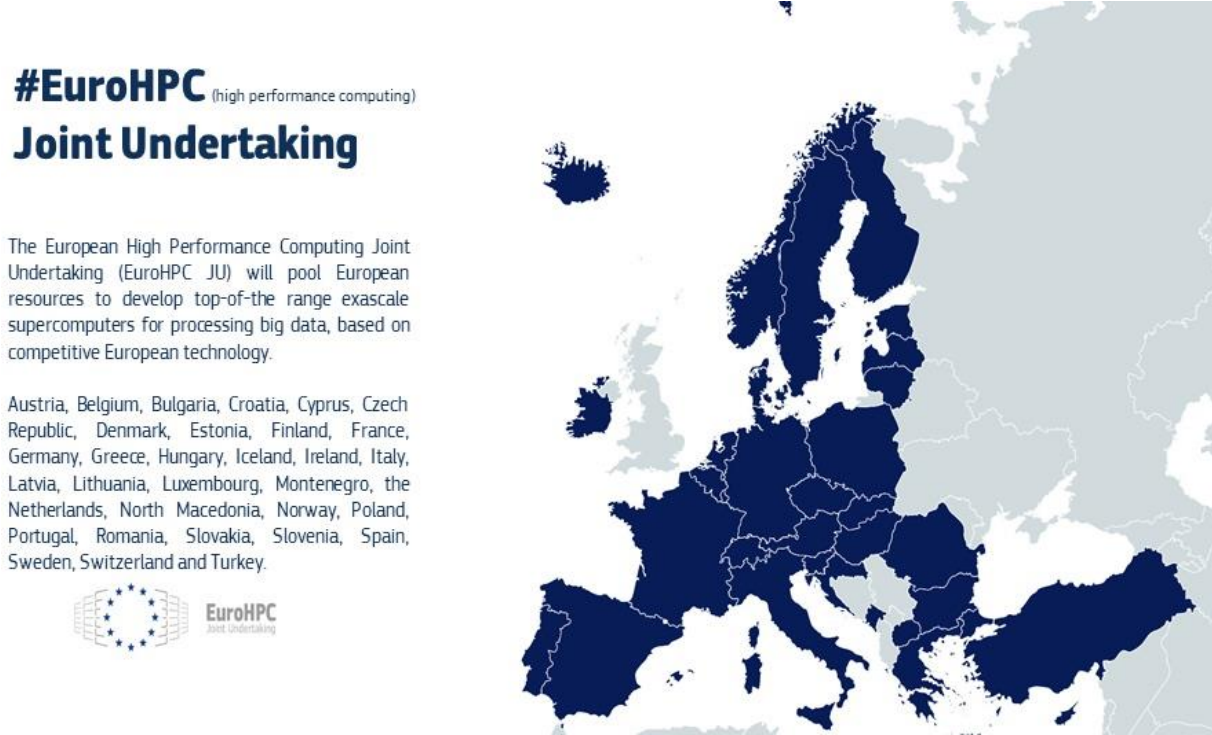 #EuroHPC (high performance computing)
Joint Undertaking
The European High Performance Computing Joint
Undertaking (EuroHPC JU) will pool European
resources to develop top-of-the range exascale
supercomputers for processing big data, based on
competitive European technology.
Austria, Belgium, Bulgaria, Croatia, Cyprus, Czech
Republic, Denmark, Estonia, Finland, France,
Germany, Greece, Hungary, Iceland, Ireland, Italy,
Latvia, Lithuania, Luxembourg, Montenegro, the
Netherlands, North Macedonia, Norway, Poland,
Portugal, Romania, Slovakia, Slovenia, Spain,
Sweden, Switzerland and Turkey.
EuroHPC
Joint Undertaking